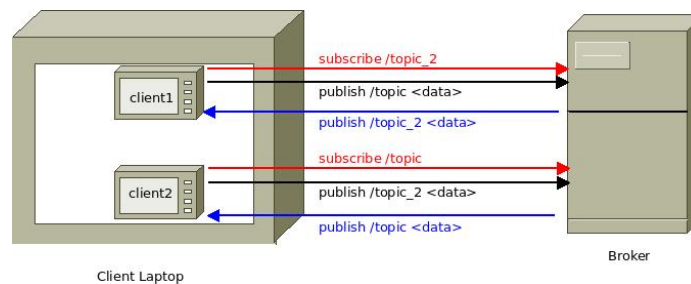 subscribe /topic_2
client1
publish /topic <data>
publish /topic_2 <data>
subscribe /topic
client2
publish /topic_2 <data>
publish /topic <data>
Broker
Client Laptop